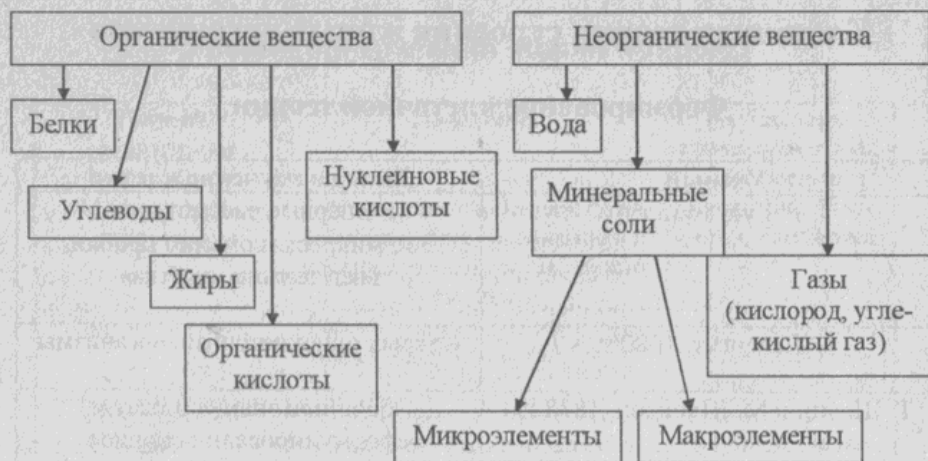 Органические вещества
Неорганические вещества
Белки
Вода
Углеводы
Нуклеиновые
кислоты
Минеральные
соли
Жиры
Газы
(кислород, угле-
кислый газ)
Органические
кислоты
Микроэлементы
Макроэлементы